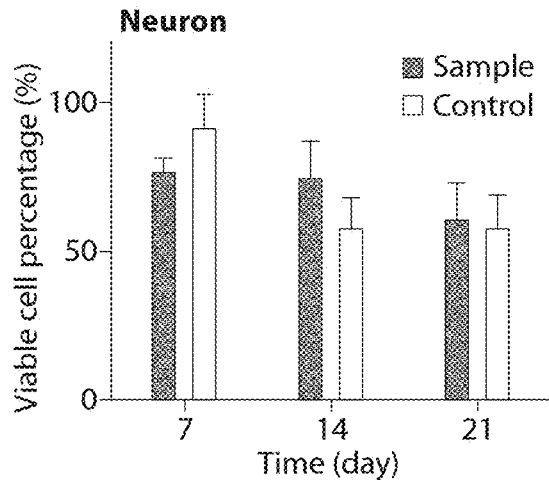 Neuron
Viable cell percentage (%)
100
50
0
Sample
Control
7
14
21
Time (day)